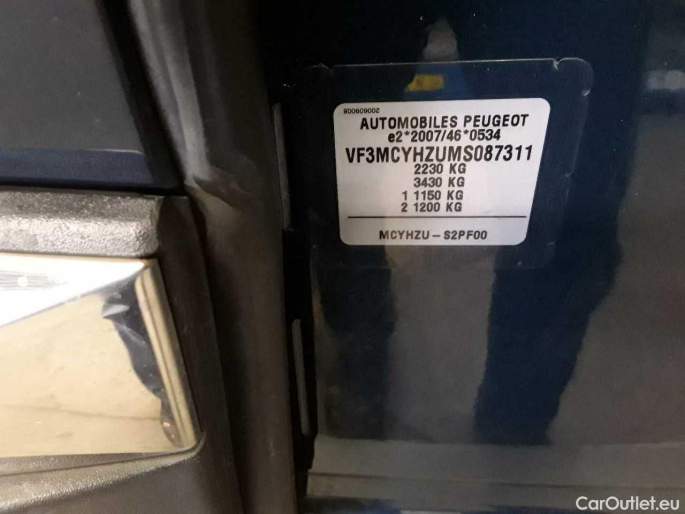 200609008
AUTOMOBILES PEUGEOT
e2*2007/46*0534
VF3MCYHZUMS087311
2230 KG
3430 KG
1 1150 KG
2 1200 KG
MCYHZU-S2PF00
CarOutlet.eu